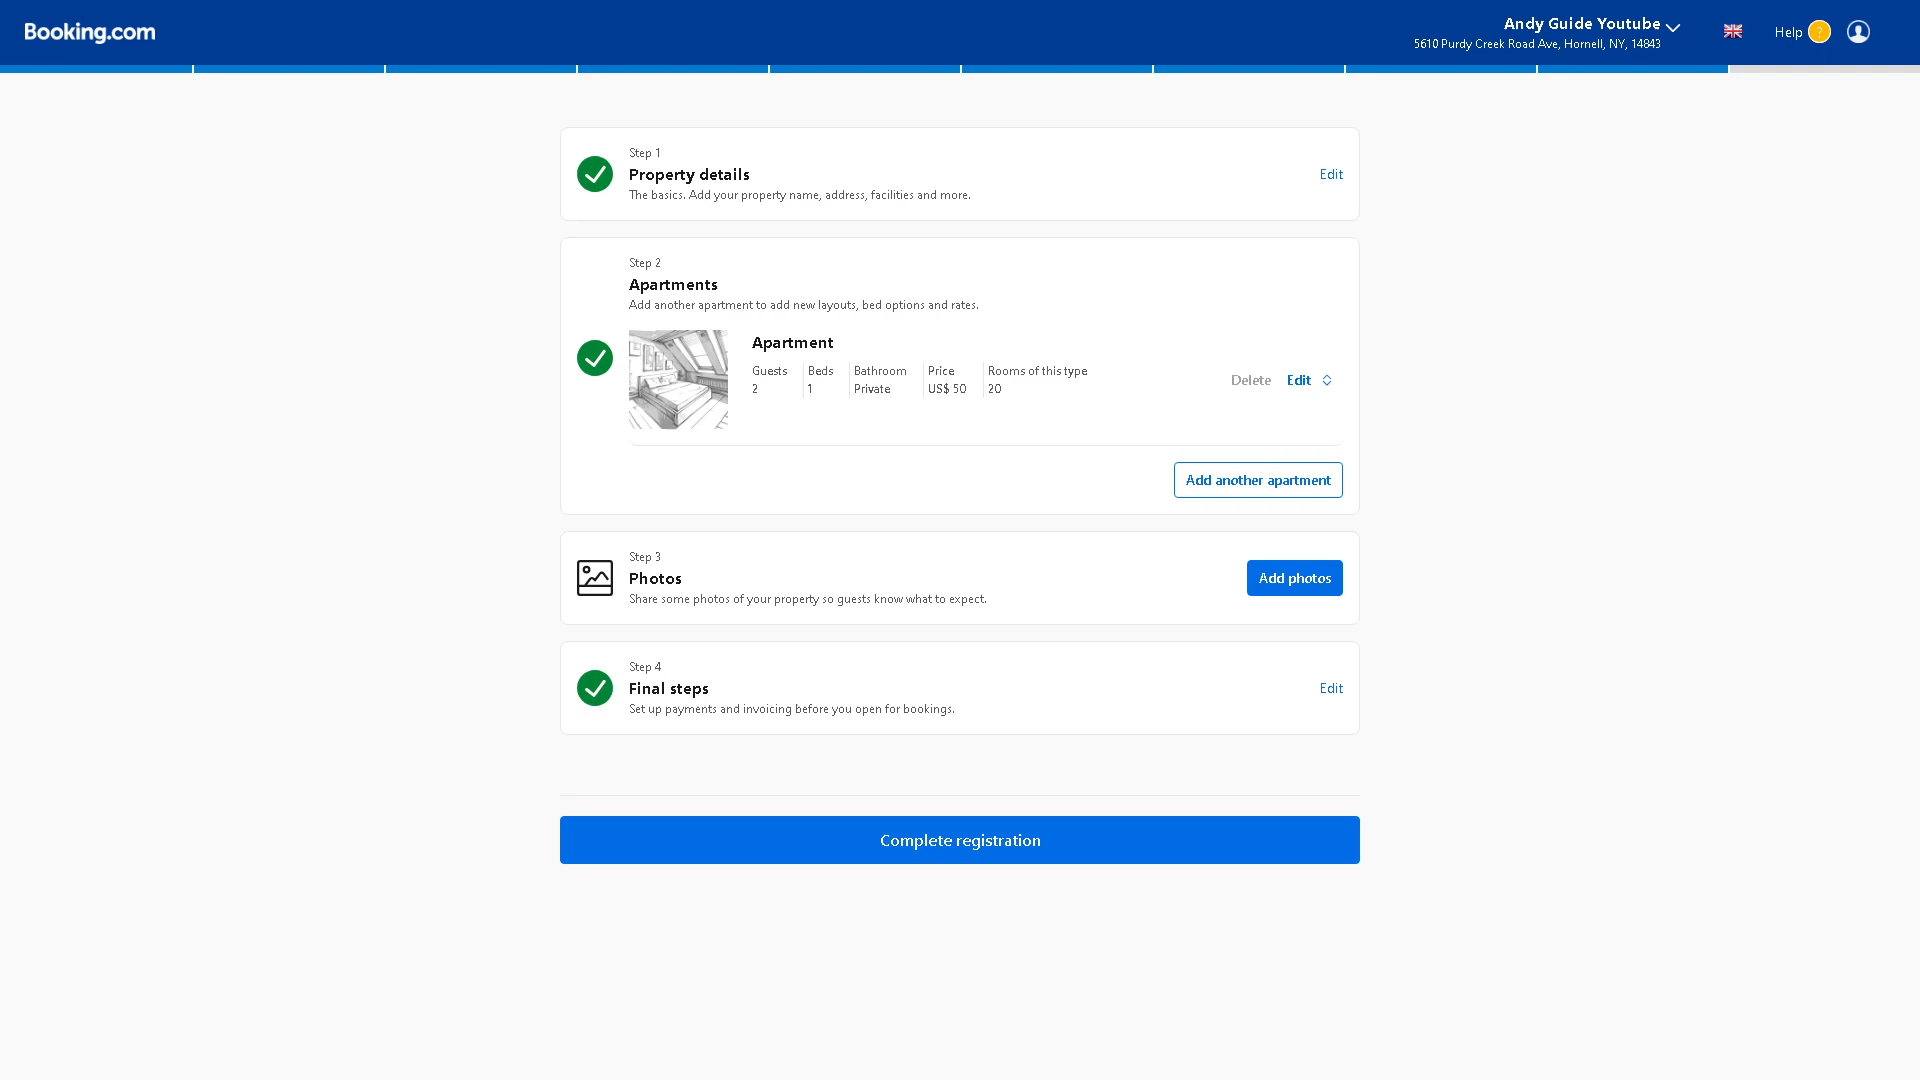 Booking.com
Andy Guide Youtube
5610 Purdy Creek Road Ave, Hornell, NY, 14843
Help ?
Step 1
Property details
The basics. Add your property name, address, facilities and more.
Edit
Step 2
Apartments
Add another apartment to add new layouts, bed options and rates.
Apartment
Guests Beds Bathroom Price Rooms of this type
2 1 Private US$ 50 20
Delete Edit
Add another apartment
Step 3
Photos
Share some photos of your property so guests know what to expect.
Add photos
Step 4
Final steps
Set up payments and invoicing before you open for bookings.
Edit
Complete registration